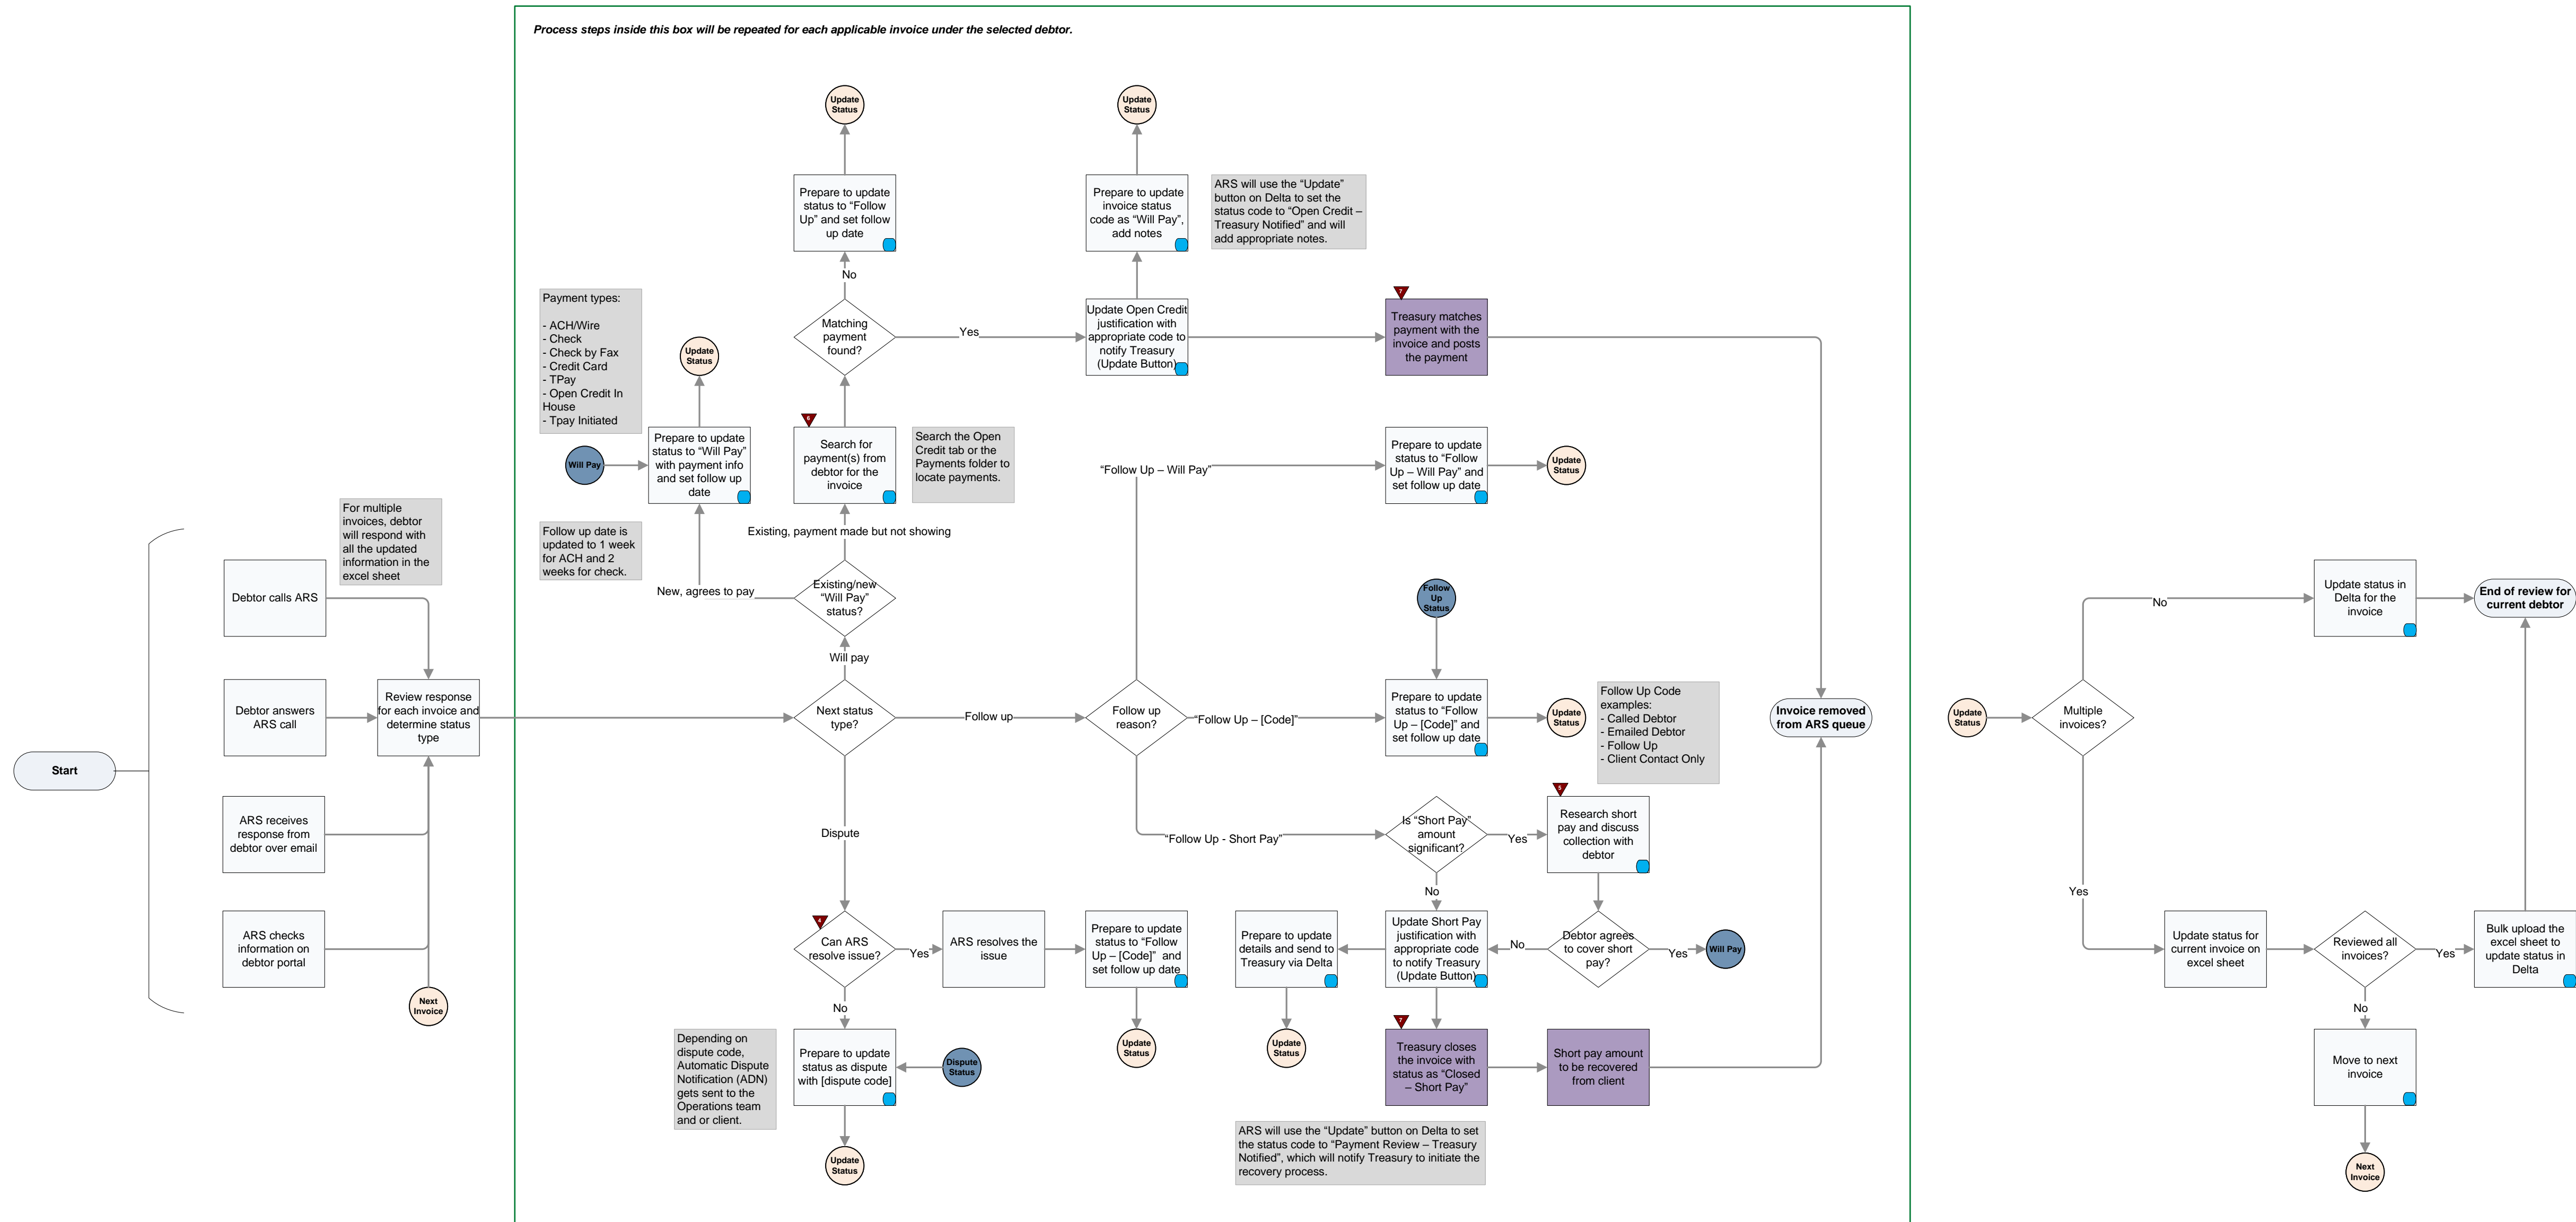 Process steps inside this box will be repeated for each applicable invoice under the selected debtor.
Start
Debtor calls ARS
Debtor answers
ARS call
ARS receives
response from
debtor over email
ARS checks
information on
debtor portal
For multiple
invoices, debtor
will respond with
all the updated
information in the
excel sheet
Review response
for each invoice and
determine status
type
Next
Invoice
Update
Status
Prepare to update
status to “Follow
Up” and set follow
up date
No
Matching
payment
found?
Yes
Update
Status
Prepare to update
invoice status
code as “Will Pay”,
add notes
ARS will use the “Update”
button on Delta to set the
status code to “Open Credit –
Treasury Notified” and will
add appropriate notes.
Update Open Credit
justification with
appropriate code to
notify Treasury
(Update Button)
7
Treasury matches
payment with the
invoice and posts
the payment
Payment types:
- ACH/Wire
- Check
- Check by Fax
- Credit Card
- TPay
- Open Credit In
House
- Tpay Initiated
Update
Status
Will Pay
Prepare to update
status to “Will Pay”
with payment info
and set follow up
date
6
Search for
payment(s) from
debtor for the
invoice
Search the Open
Credit tab or the
Payments folder to
locate payments.
Follow up date is
updated to 1 week
for ACH and 2
weeks for check.
Existing, payment made but not showing
New, agrees to pay
Existing/new
“Will Pay”
status?
Will pay
Next status
type?
Follow up
Follow up
reason?
“Follow Up – Will Pay”
Prepare to update
status to “Follow
Up – Will Pay” and
set follow up date
Update
Status
Follow
Up
Status
“Follow Up – [Code]”
Prepare to update
status to “Follow
Up – [Code]” and
set follow up date
Update
Status
Follow Up Code
examples:
- Called Debtor
- Emailed Debtor
- Follow Up
- Client Contact Only
Invoice removed
from ARS queue
“Follow Up - Short Pay”
Is “Short Pay”
amount
significant?
Yes
5
Research short
pay and discuss
collection with
debtor
No
Dispute
4
Can ARS
resolve issue?
Yes
ARS resolves the
issue
Prepare to update
status to “Follow
Up – [Code]”  and
set follow up date
Update
Status
Prepare to update
details and send to
Treasury via Delta
Update
Status
Update Short Pay
justification with
appropriate code
to notify Treasury
(Update Button)
No
Debtor agrees
to cover short
pay?
Yes
Will Pay
No
Depending on
dispute code,
Automatic Dispute
Notification (ADN)
gets sent to the
Operations team
and or client.
Prepare to update
status as dispute
with [dispute code]
Dispute
Status
Update
Status
7
Treasury closes
the invoice with
status as “Closed
– Short Pay”
Short pay amount
to be recovered
from client
ARS will use the “Update” button on Delta to set
the status code to “Payment Review – Treasury
Notified”, which will notify Treasury to initiate the
recovery process.
Update
Status
Multiple
invoices?
No
Update status in
Delta for the
invoice
End of review for
current debtor
Yes
Update status for
current invoice on
excel sheet
Reviewed all
invoices?
Yes
Bulk upload the
excel sheet to
update status in
Delta
No
Move to next
invoice
Next
Invoice